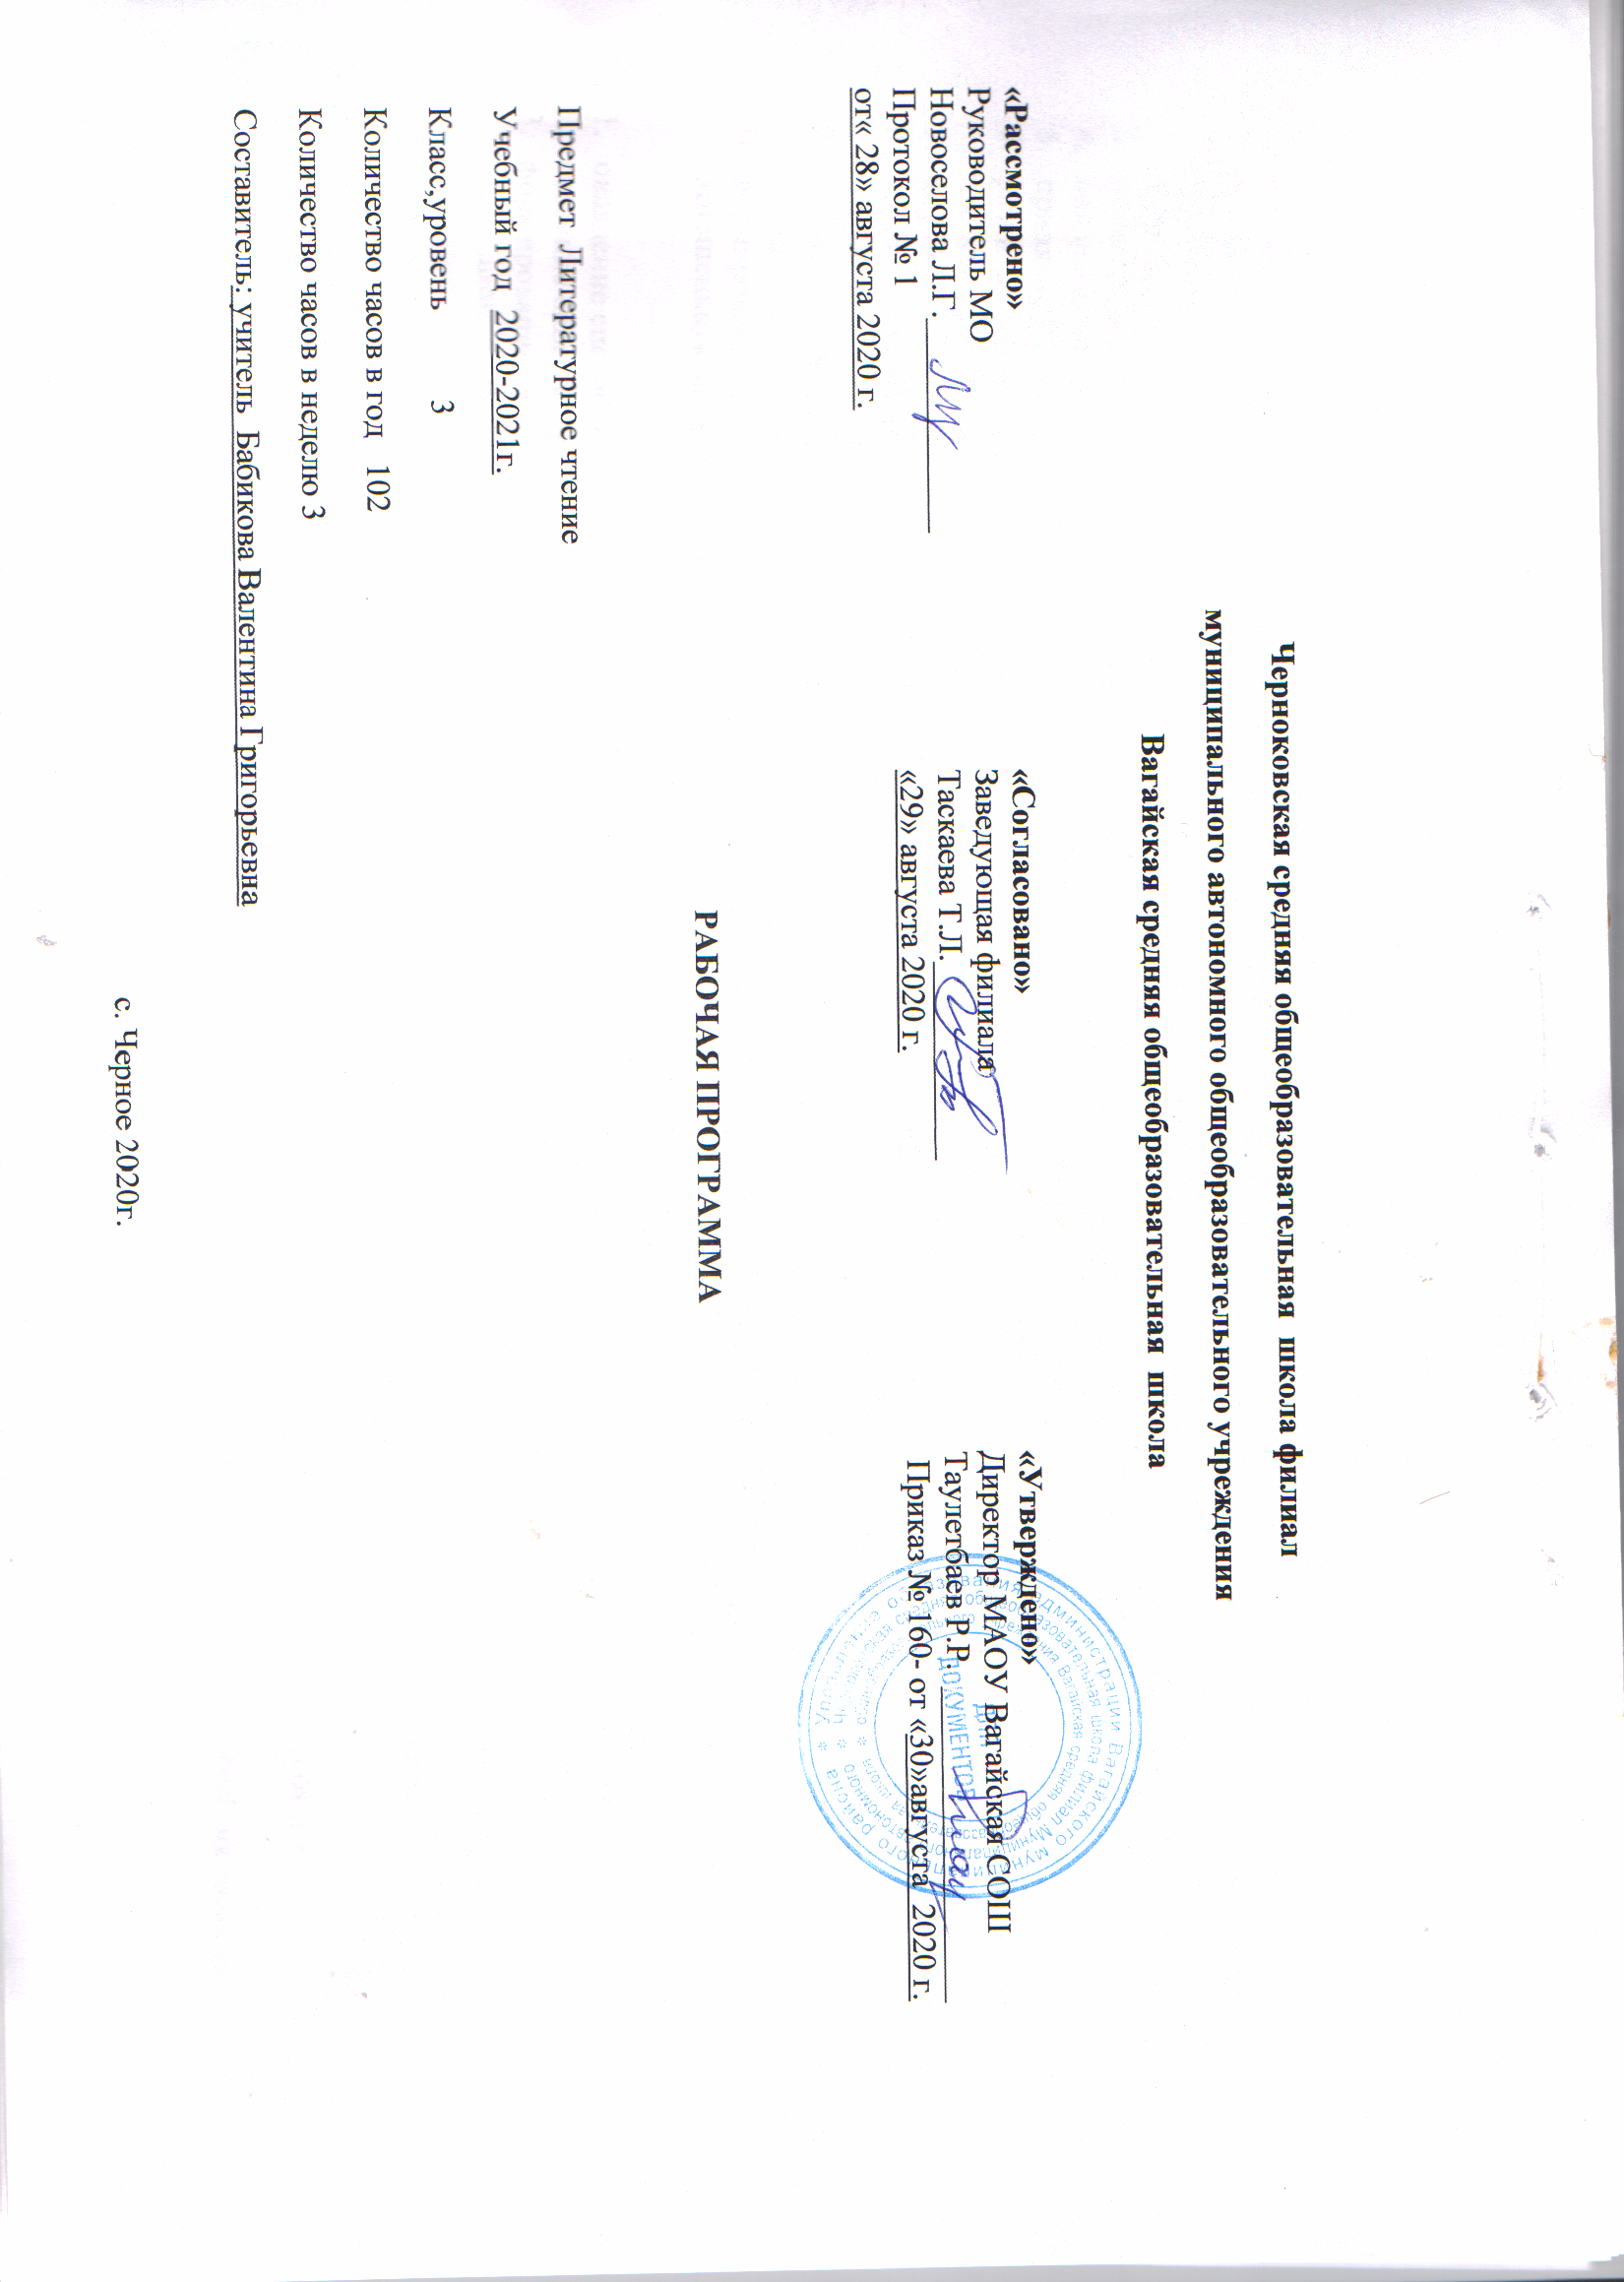 Черноковская средняя общеобразовательная школа филиал
муниципального автономного общеобразовательного учреждения
Вагайская средняя общеобразовательная школа
«Рассмотрено»
Руководитель МО
Новоселова Л.Г.
Протокол № 1
от« 28» августа 2020 г.
«Согласовано»
Заведующая филиала
Таскаева Т.Л.
«29» августа 2020 г.
«Утверждено»
Директор МАОУ Вагайская СОШ
Таулетбаев Р.Р.
Приказ № 160- от «30»августа 2020 г.
ДЛЯ
ДОКУМЕНТОВ
РАБОЧАЯ ПРОГРАММА
Предмет Литературное чтение
Учебный год 2020-2021г.
Класс,уровень 3
Количество часов в год 102
Количество часов в неделю 3
Составитель: учитель Бабикова Валентина Григорьевна
с. Черное 2020г.